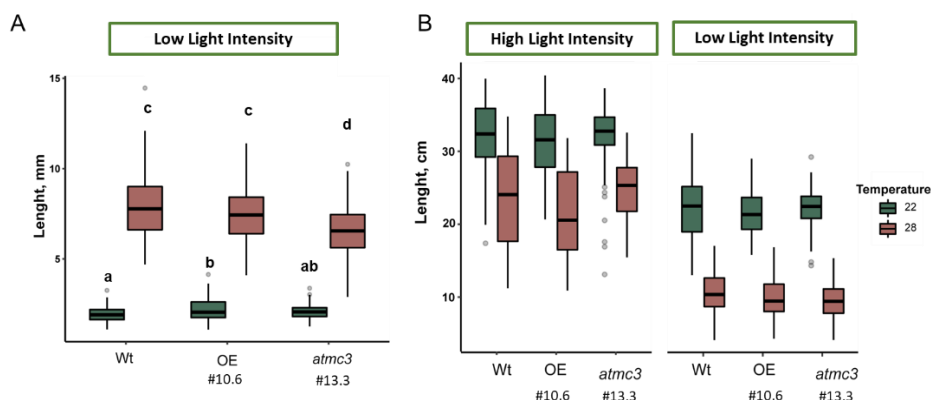 A
Low Light Intensity
Lenght, mm
15
10
5
c
c
d
a
b
ab
Wt
OE
#10.6
atmc3
#13.3
B
High Light Intensity
Low Light Intensity
Lenght, cm
40
30
20
10
Wt
OE
#10.6
atmc3
#13.3
Wt
OE
#10.6
atmc3
#13.3
Temperature
22
28